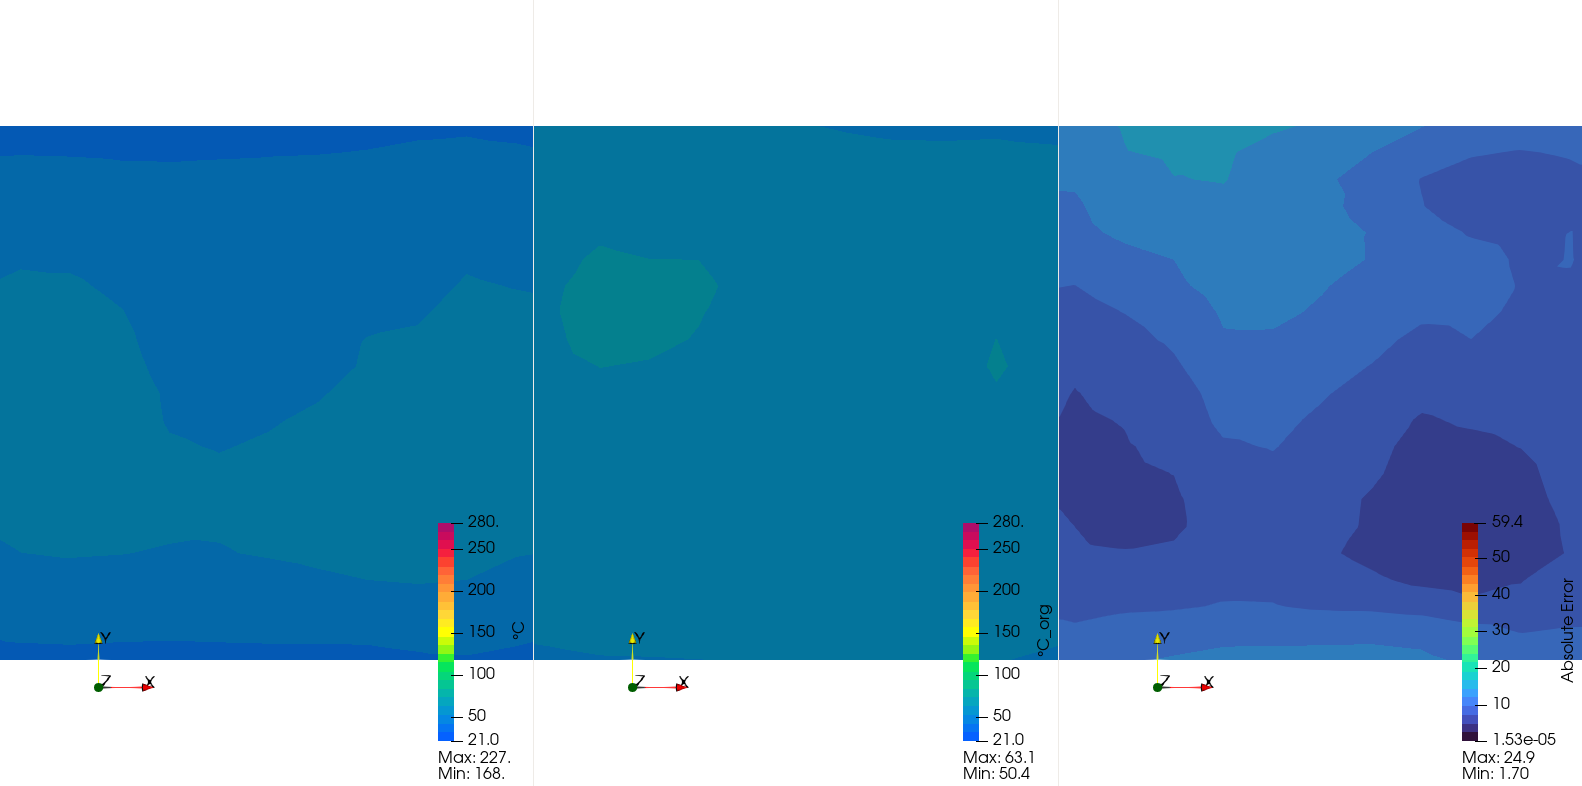 280.
250
200
150
100
50
21.0
°C
Max: 227.
Min: 168.
Y
Z
X
280.
250
200
150
100
50
21.0
°C_org
Max: 63.1
Min: 50.4
Y
Z
X
59.4
50
40
30
20
10
1.53e-05
Absolute Error
Max: 24.9
Min: 1.70
Y
Z
X